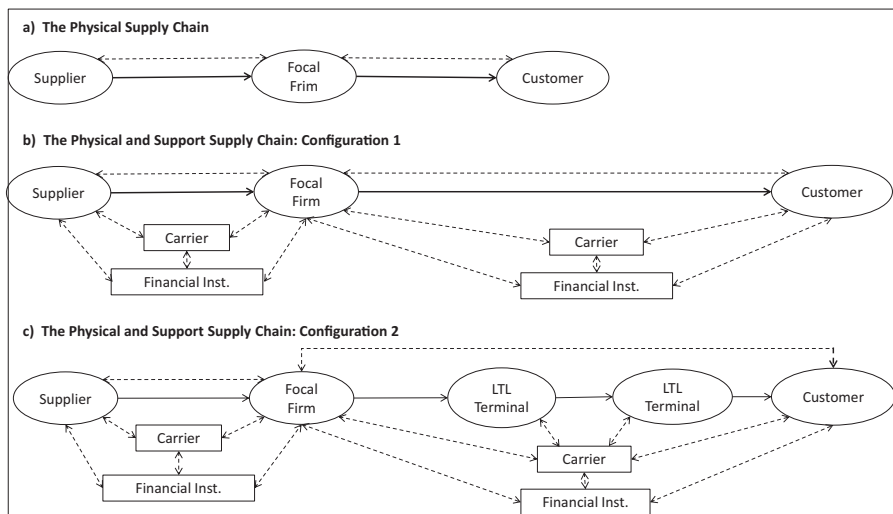 a) The Physical Supply Chain
Supplier
Focal
Frim
Customer
b) The Physical and Support Supply Chain: Configuration 1
Supplier
Focal
Firm
Customer
Carrier
Carrier
Financial Inst.
Financial Inst.
c) The Physical and Support Supply Chain: Configuration 2
Supplier
Focal
Firm
LTL
Terminal
LTL
Terminal
Customer
Carrier
Carrier
Financial Inst.
Financial Inst.